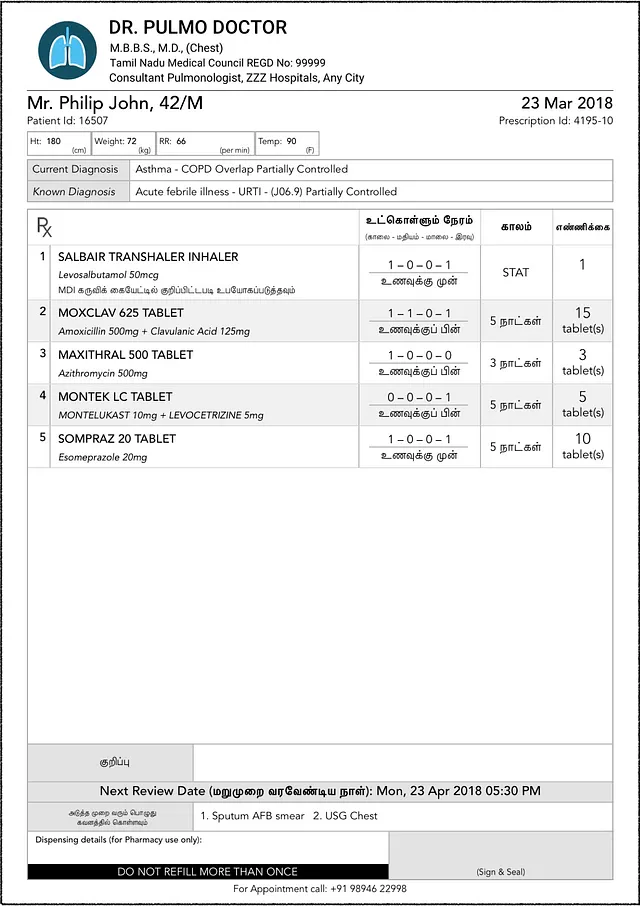 DR. PULMO DOCTOR
M.B.B.S., M.D., (Chest)
Tamil Nadu Medical Council REGD No: 99999
Consultant Pulmonologist, ZZZ Hospitals, Any City
Mr. Philip John, 42/M
23 Mar 2018
Patient Id: 16507
Prescription Id: 4195-10
Ht: 180 (cm) Weight: 72 (kg) RR: 66 (per min) Temp: 90 (F)
Current Diagnosis Asthma - COPD Overlap Partially Controlled
Known Diagnosis Acute febrile illness - URTI - (J06.9) Partially Controlled
Rx உட்கொள்ளும் நேரம் காலம் எண்ணிக்கை
(காலை - மதியம் - மாலை - இரவு)
1 SALBAIR TRANSHALER INHALER 1 – 0 – 0 – 1 STAT 1
Levosalbutamol 50mcg உணவுக்கு முன்
MDI கருவிக் கையேட்டில் குறிப்பிட்டபடி உபயோகப்படுத்தவும்
2 MOXCLAV 625 TABLET 1 – 1 – 0 – 1 5 நாட்கள் 15
Amoxicillin 500mg + Clavulanic Acid 125mg உணவுக்குப் பின் tablet(s)
3 MAXITHRAL 500 TABLET 1 – 0 – 0 – 0 3 நாட்கள் 3
Azithromycin 500mg உணவுக்குப் பின் tablet(s)
4 MONTEK LC TABLET 0 – 0 – 0 – 1 5 நாட்கள் 5
MONTELUKAST 10mg + LEVOCETRIZINE 5mg உணவுக்குப் பின் tablet(s)
5 SOMPRAZ 20 TABLET 1 – 0 – 0 – 1 5 நாட்கள் 10
Esomeprazole 20mg உணவுக்கு முன் tablet(s)
குறிப்பு
Next Review Date (மறுமுறை வரவேண்டிய நாள்): Mon, 23 Apr 2018 05:30 PM
அடுத்த முறை வரும் பொழுது
கவனத்தில் கொள்ளவும்
1. Sputum AFB smear 2. USG Chest
Dispensing details (for Pharmacy use only):
DO NOT REFILL MORE THAN ONCE
(Sign & Seal)
For Appointment call: +91 98946 22998